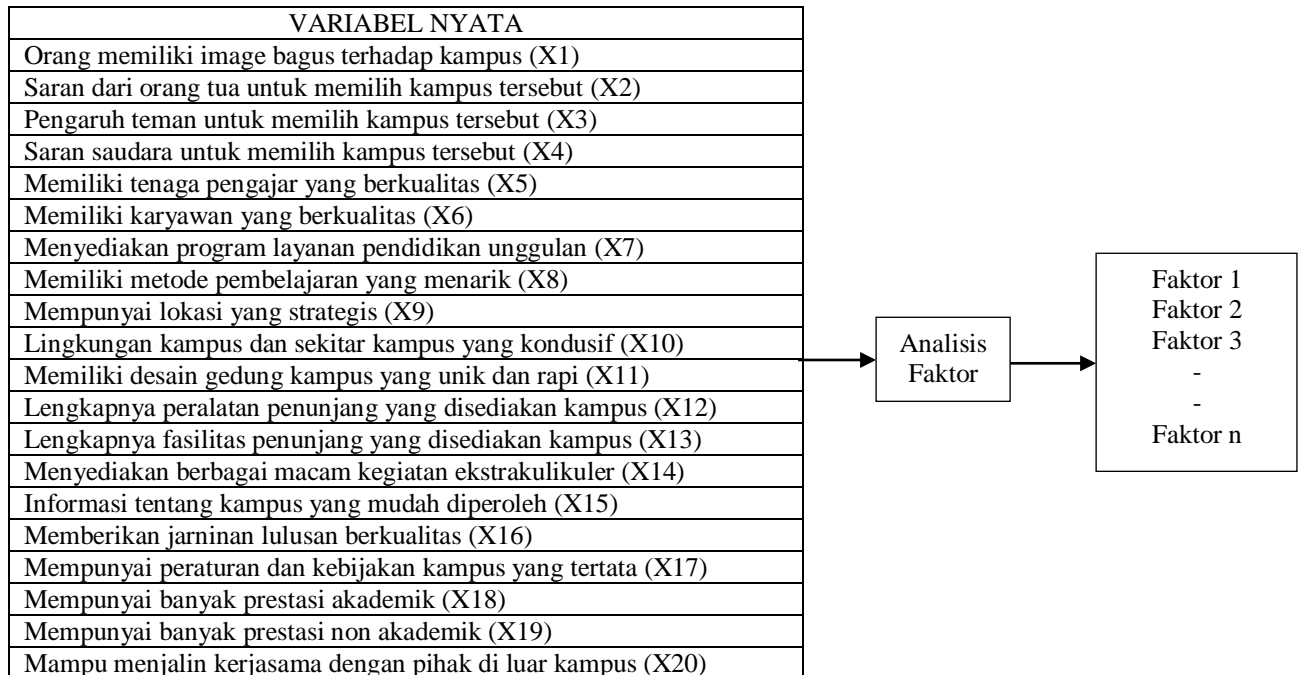 VARIABEL NYATA
Orang memiliki image bagus terhadap kampus (X1)
Saran dari orang tua untuk memilih kampus tersebut (X2)
Pengaruh teman untuk memilih kampus tersebut (X3)
Saran saudara untuk memilih kampus tersebut (X4)
Memiliki tenaga pengajar yang berkualitas (X5)
Memiliki karyawan yang berkualitas (X6)
Menyediakan program layanan pendidikan unggulan (X7)
Memiliki metode pembelajaran yang menarik (X8)
Mempunyai lokasi yang strategis (X9)
Lingkungan kampus dan sekitar kampus yang kondusif (X10)
Memiliki desain gedung kampus yang unik dan rapi (X11)
Lengkapnya peralatan penunjang yang disediakan kampus (X12)
Lengkapnya fasilitas penunjang yang disediakan kampus (X13)
Menyediakan berbagai macam kegiatan ekstrakulikuler (X14)
Informasi tentang kampus yang mudah diperoleh (X15)
Memberikan jarninan lulusan berkualitas (X16)
Mempunyai peraturan dan kebijakan kampus yang tertata (X17)
Mempunyai banyak prestasi akademik (X18)
Mempunyai banyak prestasi non akademik (X19)
Mampu menjalin kerjasama dengan pihak di luar kampus (X20)
Analisis
Faktor
Faktor 1
Faktor 2
Faktor 3
-
-
Faktor n